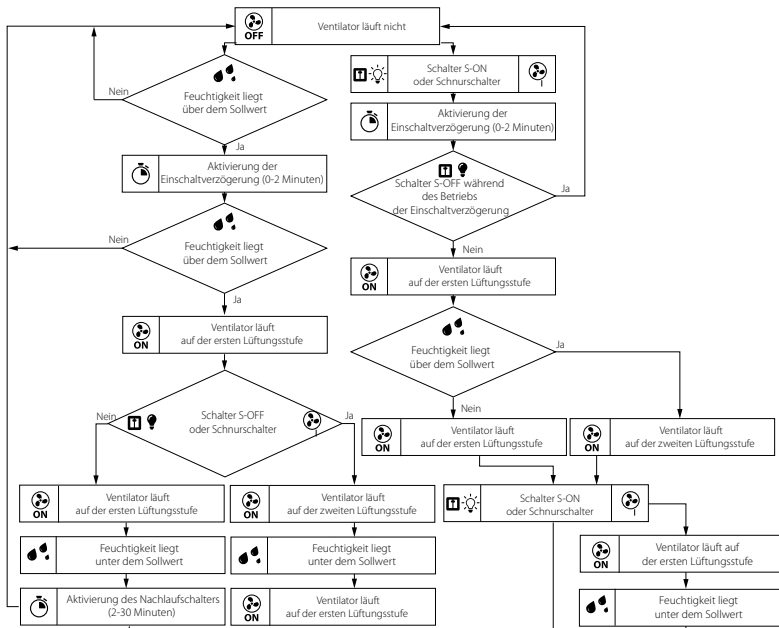 OFF
Ventilator läuft nicht
Feuchtigkeit liegt
über dem Sollwert
Nein
Ja
Aktivierung der
Einschaltverzögerung (0-2 Minuten)
Feuchtigkeit liegt
über dem Sollwert
Nein
Ja
ON
Ventilator läuft
auf der ersten Lüftungsstufe
Schalter S-OFF
oder Schnurschalter
Nein
Ja
ON
Ventilator läuft
auf der ersten Lüftungsstufe
Feuchtigkeit liegt
unter dem Sollwert
Aktivierung des Nachlaufschalters
(2-30 Minuten)
ON
Ventilator läuft
auf der zweiten Lüftungsstufe
Feuchtigkeit liegt
unter dem Sollwert
ON
Ventilator läuft
auf der ersten Lüftungsstufe
Schalter S-ON
oder Schnurschalter
Aktivierung der
Einschaltverzögerung (0-2 Minuten)
Schalter S-OFF während
des Betriebs
der Einschaltverzögerung
Ja
Nein
ON
Ventilator läuft
auf der ersten Lüftungsstufe
Feuchtigkeit liegt
über dem Sollwert
Ja
Nein
ON
Ventilator läuft
auf der ersten Lüftungsstufe
ON
Ventilator läuft
auf der zweiten Lüftungsstufe
Schalter S-ON
oder Schnurschalter
ON
Ventilator läuft auf
der ersten Lüftungsstufe
Feuchtigkeit liegt
unter dem Sollwert